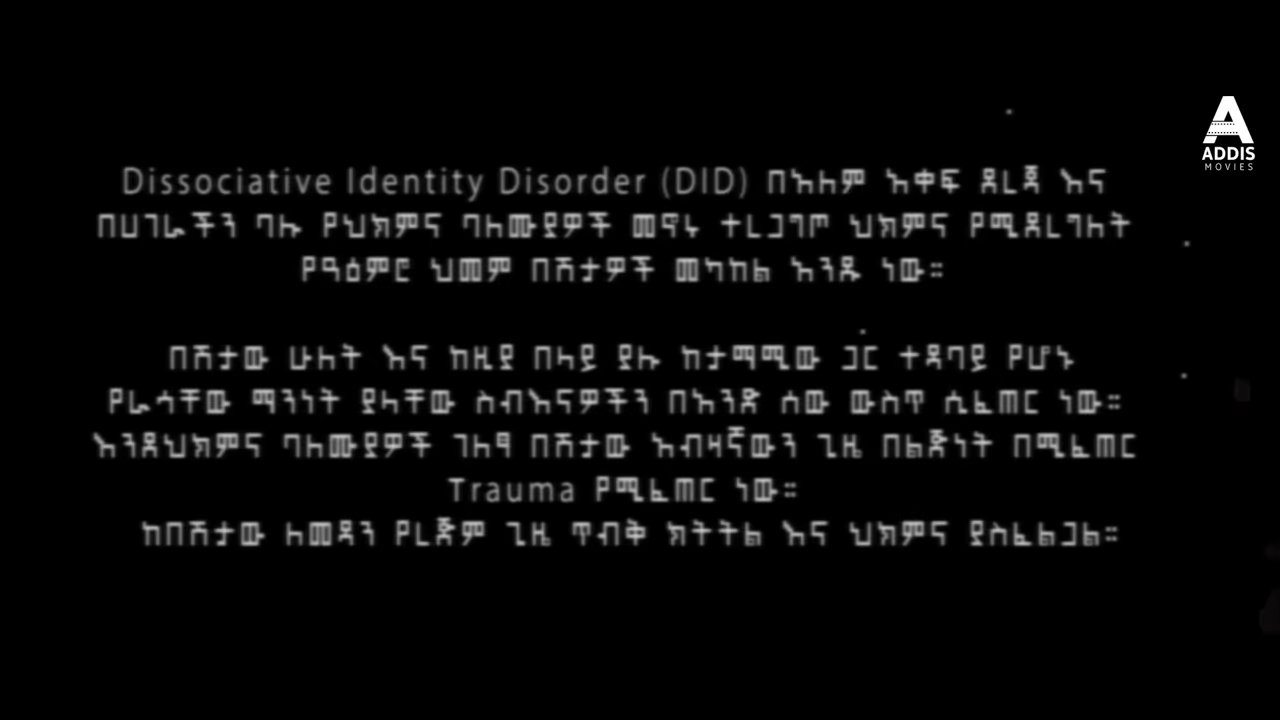 Dissociative Identity Disorder (DID) በአለም አቀፍ ደረጃ እና
በሀገራችን ባሉ የህክምና ባለሙያዎች መኖሩ ተረጋግጦ ህክምና የሚደረግለት
የዓዕምሮ ህመም በሽታዎች መካከል አንዱ ነው።
በሽታው ሁለት እና ከዚያ በላይ ያሉ ከታማሚው ጋር ተዳባይ የሆኑ
የራሳቸው ማንነት ያላቸው ስብእናዎችን በአንድ ሰው ውስጥ ሲፈጠር ነው።
እንደህክምና ባለሙያዎች ገለፃ በሽታው አብዛኛውን ጊዜ በልጅነት በሚፈጠር
Trauma የሚፈጠር ነው።
ከበሽታው ለመዳን የረጅም ጊዜ ጥብቅ ክትትል እና ህክምና ያስፈልጋል።
ADDIS
MOVIES